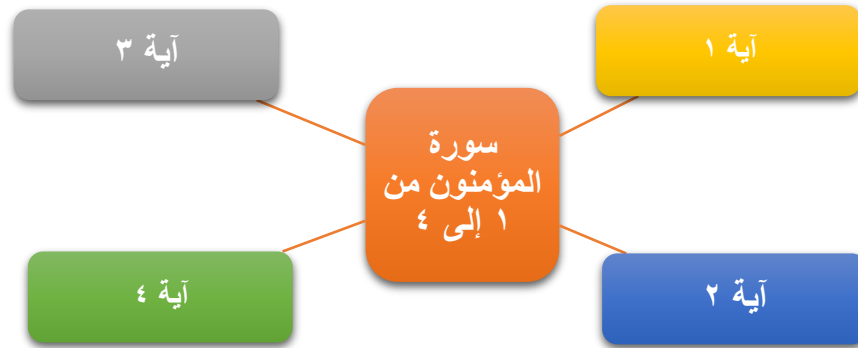 آية ١
آية ٣
سورة
المؤمنون من
١ إلى ٤
آية ٢
آية ٤